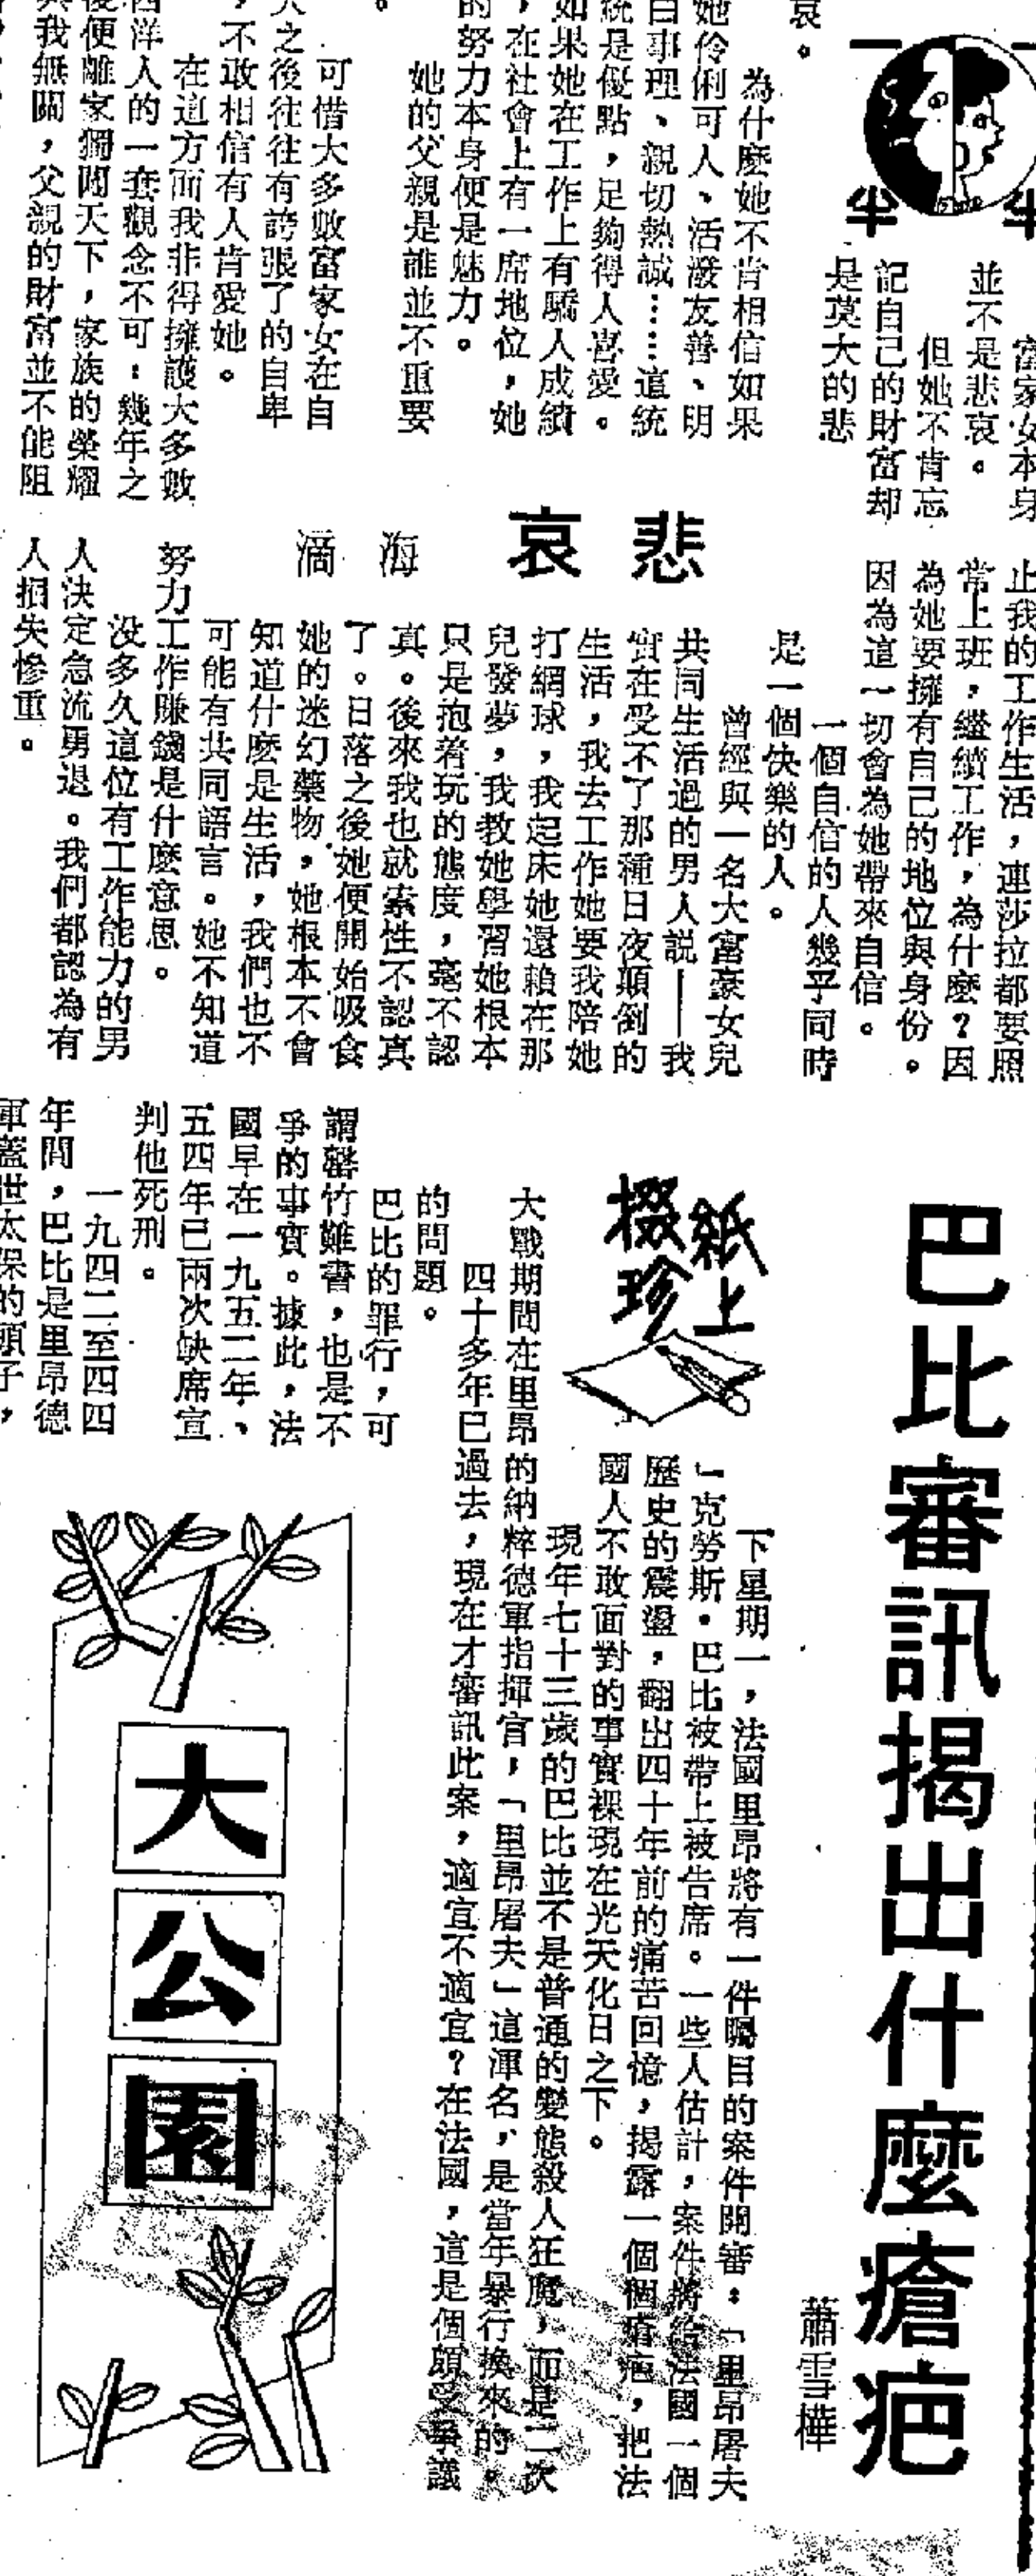 一半
一半
悲哀
海滴
富家女本身
並不是悲哀。
但她不肯忘
記自己的財富却
是莫大的悲
哀。
為什麽她不肯相信如果
她伶俐可人、活潑友善、明
白事理、親切熱誠……這統
統是優點，足夠得人喜愛。
如果她在工作上有驕人成績
，在社會上有一席地位，她
的努力本身便是魅力。
她的父親是誰並不重要
。
可惜大多數富家女在自
大之後往往有誇張了的自卑
，不敢相信有人肯愛她。
在這方面我非得擁護大多數
西洋人的一套觀念不可：幾年之
後便離家獨闖天下，家族的榮耀
與我無關，父親的財富並不能阻
止我的工作生活，連莎拉都要照
常上班，繼續工作，為什麽？因
為她要擁有自己的地位與身份。
因為這一切會為她帶來自信。
一個自信的人幾乎同時
是一個快樂的人。
曾經與一名大富豪女兒
共同生活過的男人説——我
實在受不了那種日夜顚倒的
生活，我去工作她要我陪她
打網球，我起床她還賴在那
兒發夢，我教她學習她根本
只是抱着玩的態度，毫不認
真。後來我也就索性不認真
了。日落之後她便開始吸食
她的迷幻藥物，她根本不會
知道什麽是生活，我們也不
可能有共同語言。她不知道
努力工作賺錢是什麽意思。
没多久這位有工作能力的男
人決定急流勇退。我們都認為有
人損失慘重。
巴比審訊揭出什麼瘡疤
蕭雪樺
紙上
掇珍
下星期一，法國里昂將有一件矚目的案件開審：「里昂屠夫
」克勞斯・巴比被帶上被告席。一些人估計，案件將給法國一個
歷史的震盪，翻出四十年前的痛苦回憶，揭露一個個瘡疤，把法
國人不敢面對的事實裸現在光天化日之下。
現年七十三歲的巴比並不是普通的變態殺人狂魔，而是二次
大戰期間在里昂的納粹德軍指揮官，「里昂屠夫」這渾名，是當年暴行換來的。
四十多年已過去，現在才審訊此案，適宜不適宜？在法國，這是個頗受爭議
的問題。
巴比的罪行，可
謂罄竹難書，也是不
爭的事實。據此，法
國早在一九五二年、
五四年已兩次缺席宣
判他死刑。
一九四二至四四
年間，巴比是里昂德
軍蓋世太保的頭子，
大公園